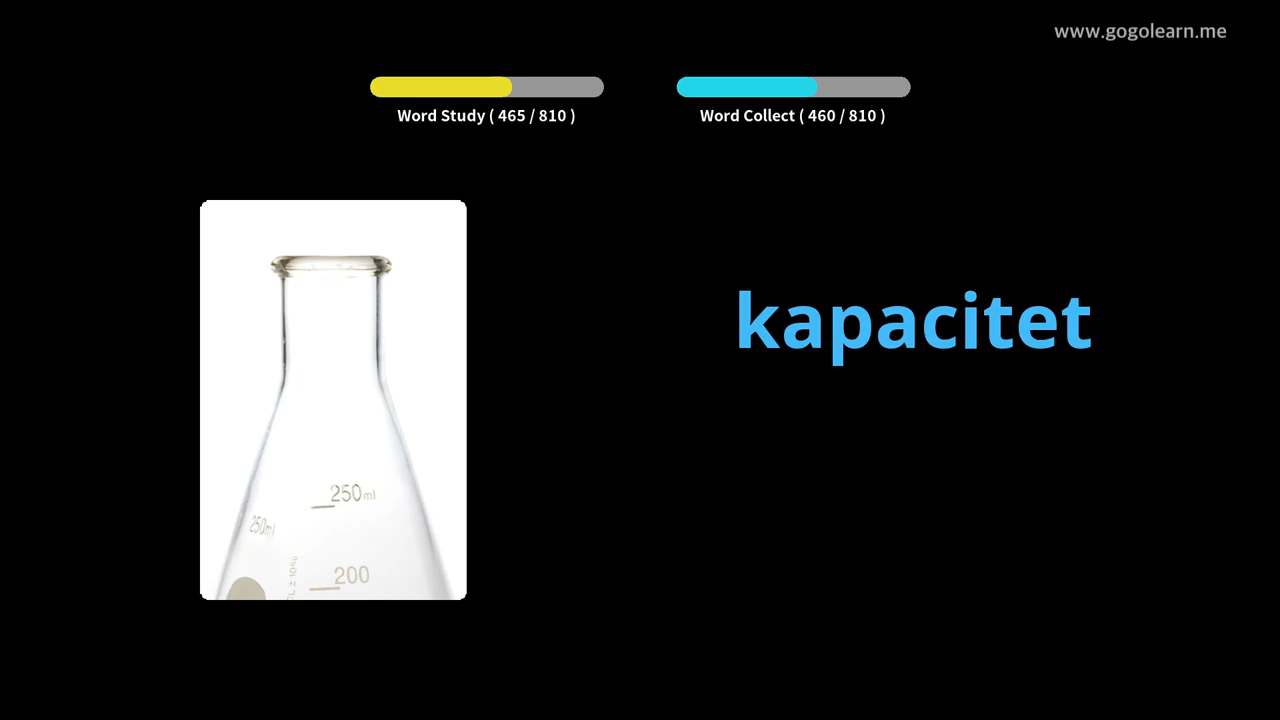 www.gogolearn.me
Word Study ( 465 / 810 )
Word Collect ( 460 / 810 )
kapacitet
250ml
250ml
200